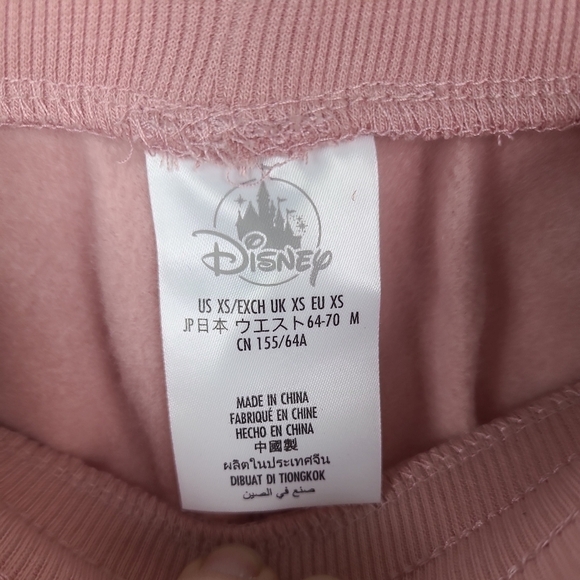 Disney
US XS/EXCH UK XS EU XS
JP日本 ウエスト64-70 M
CN 155/64A
MADE IN CHINA
FABRIQUÉ EN CHINE
HECHO EN CHINA
中國製
ผลิตในประเทศจีน
DIBUAT DI TIONGKOK
صنع في الصين